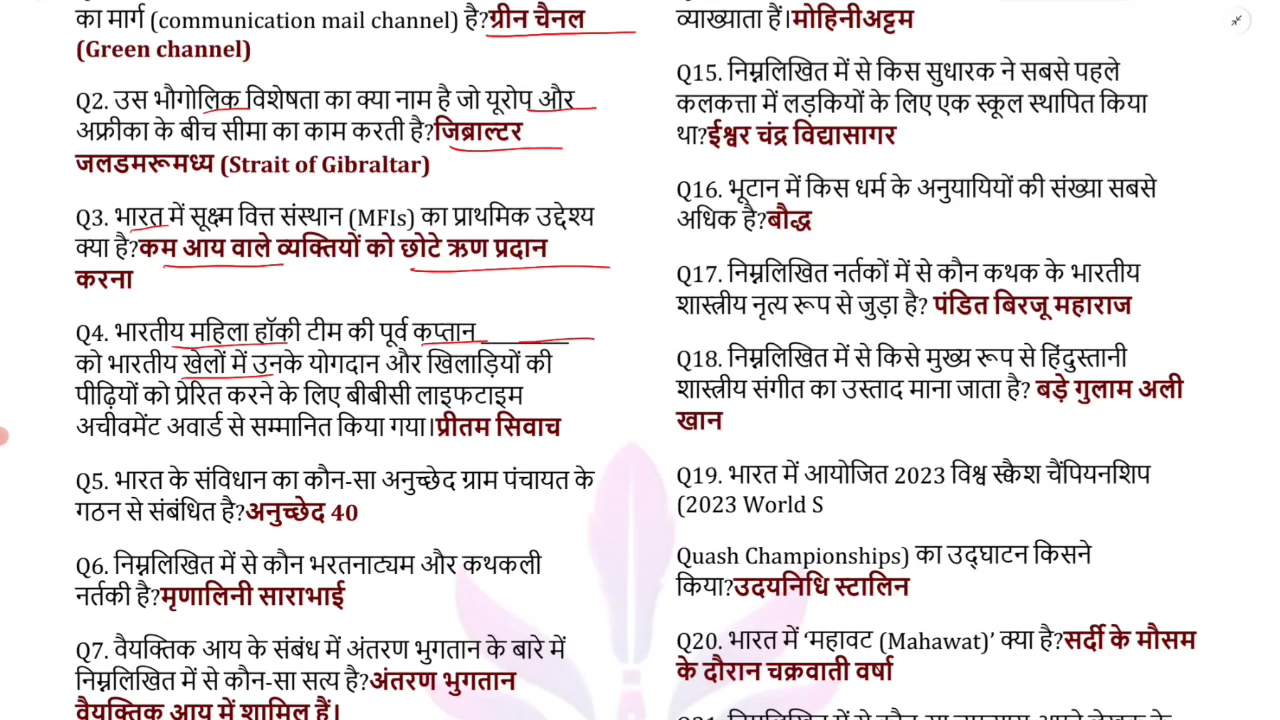 का मार्ग (communication mail channel) है?ग्रीन चैनल
(Green channel)
Q2. उस भौगोलिक विशेषता का क्या नाम है जो यूरोप और
अफ्रीका के बीच सीमा का काम करती है?जिब्राल्टर
जलडमरूमध्य (Strait of Gibraltar)
Q3. भारत में सूक्ष्म वित्त संस्थान (MFIs) का प्राथमिक उद्देश्य
क्या है?कम आय वाले व्यक्तियों को छोटे ऋण प्रदान
करना
Q4. भारतीय महिला हॉकी टीम की पूर्व कप्तान __________
को भारतीय खेलों में उनके योगदान और खिलाड़ियों की
पीढ़ियों को प्रेरित करने के लिए बीबीसी लाइफटाइम
अचीवमेंट अवार्ड से सम्मानित किया गया।प्रीतम सिवाच
Q5. भारत के संविधान का कौन-सा अनुच्छेद ग्राम पंचायत के
गठन से संबंधित है?अनुच्छेद 40
Q6. निम्नलिखित में से कौन भरतनाट्यम और कथकली
नर्तकी है?मृणालिनी साराभाई
Q7. वैयक्तिक आय के संबंध में अंतरण भुगतान के बारे में
निम्नलिखित में से कौन-सा सत्य है?अंतरण भुगतान
वैयक्तिक आय में शामिल हैं।
व्याख्याता हैं।मोहिनीअट्टम
Q15. निम्नलिखित में से किस सुधारक ने सबसे पहले
कलकत्ता में लड़कियों के लिए एक स्कूल स्थापित किया
था?ईश्वर चंद्र विद्यासागर
Q16. भूटान में किस धर्म के अनुयायियों की संख्या सबसे
अधिक है?बौद्ध
Q17. निम्नलिखित नर्तकों में से कौन कथक के भारतीय
शास्त्रीय नृत्य रूप से जुड़ा है? पंडित बिरजू महाराज
Q18. निम्नलिखित में से किसे मुख्य रूप से हिंदुस्तानी
शास्त्रीय संगीत का उस्ताद माना जाता है? बड़े गुलाम अली
खान
Q19. भारत में आयोजित 2023 विश्व स्क्वैश चैंपियनशिप
(2023 World S
Quash Championships) का उद्घाटन किसने
किया?उदयनिधि स्टालिन
Q20. भारत में ‘महावट (Mahawat)’ क्या है?सर्दी के मौसम
के दौरान चक्रवाती वर्षा